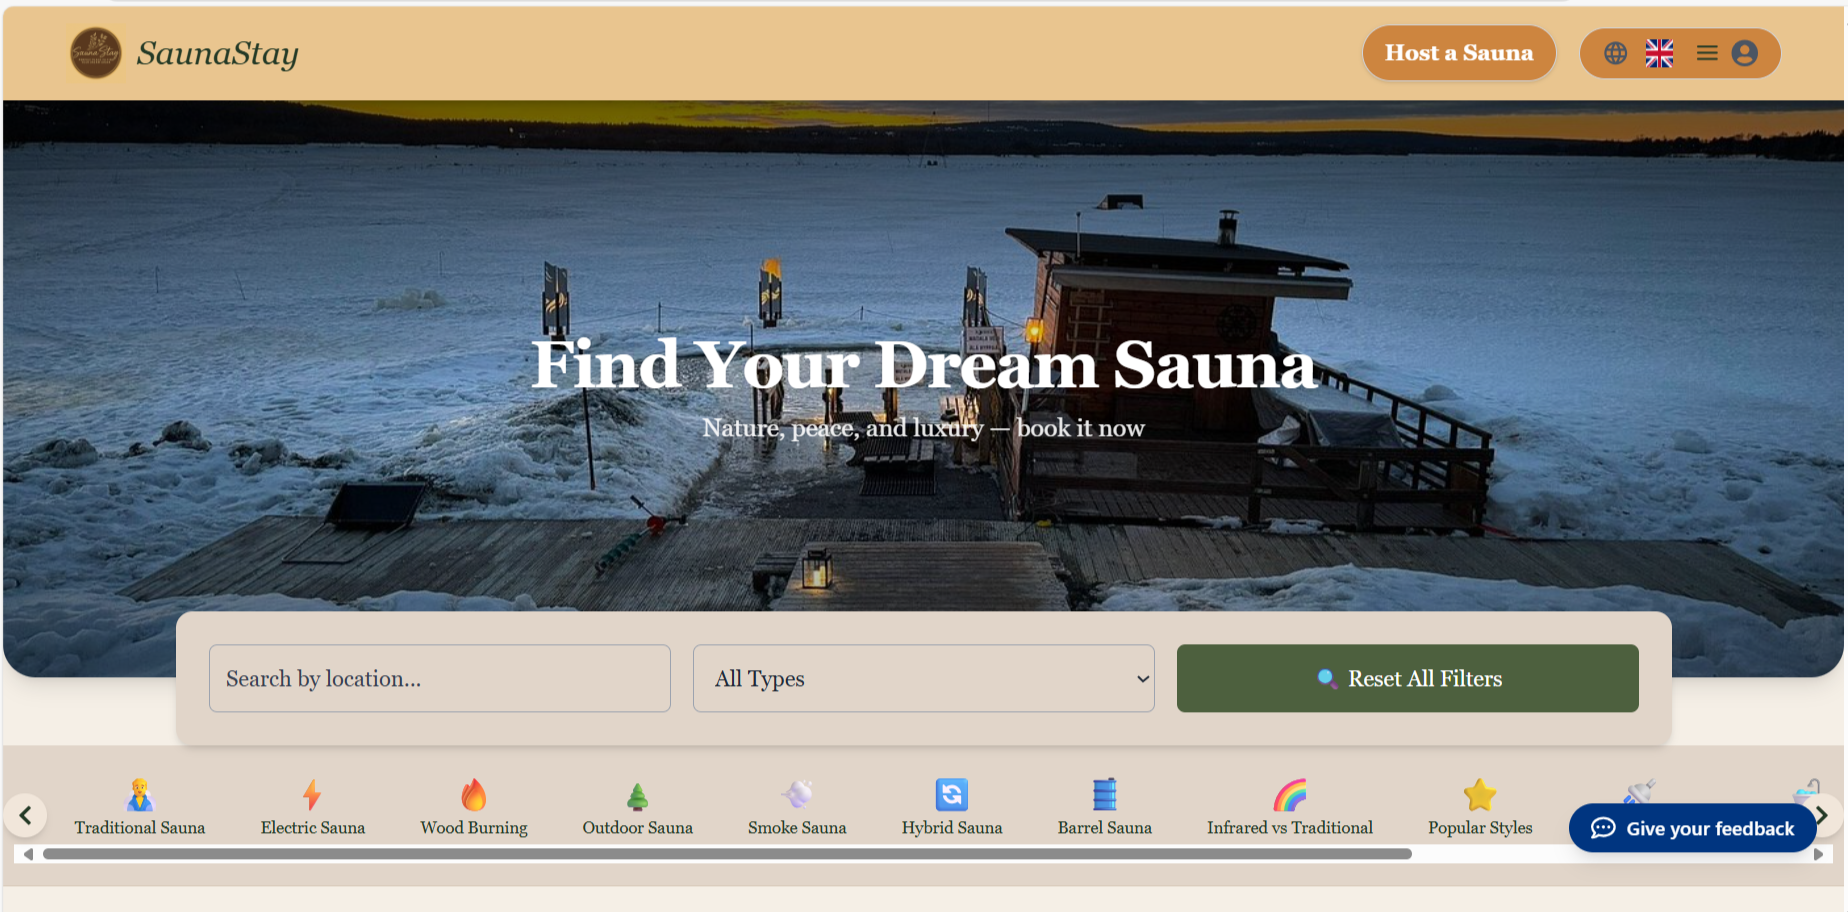 SaunaStay
Host a Sauna
Find Your Dream Sauna
Nature, peace, and luxury — book it now
Search by location...
All Types
Reset All Filters
Traditional Sauna
Electric Sauna
Wood Burning
Outdoor Sauna
Smoke Sauna
Hybrid Sauna
Barrel Sauna
Infrared vs Traditional
Popular Styles
Give your feedback